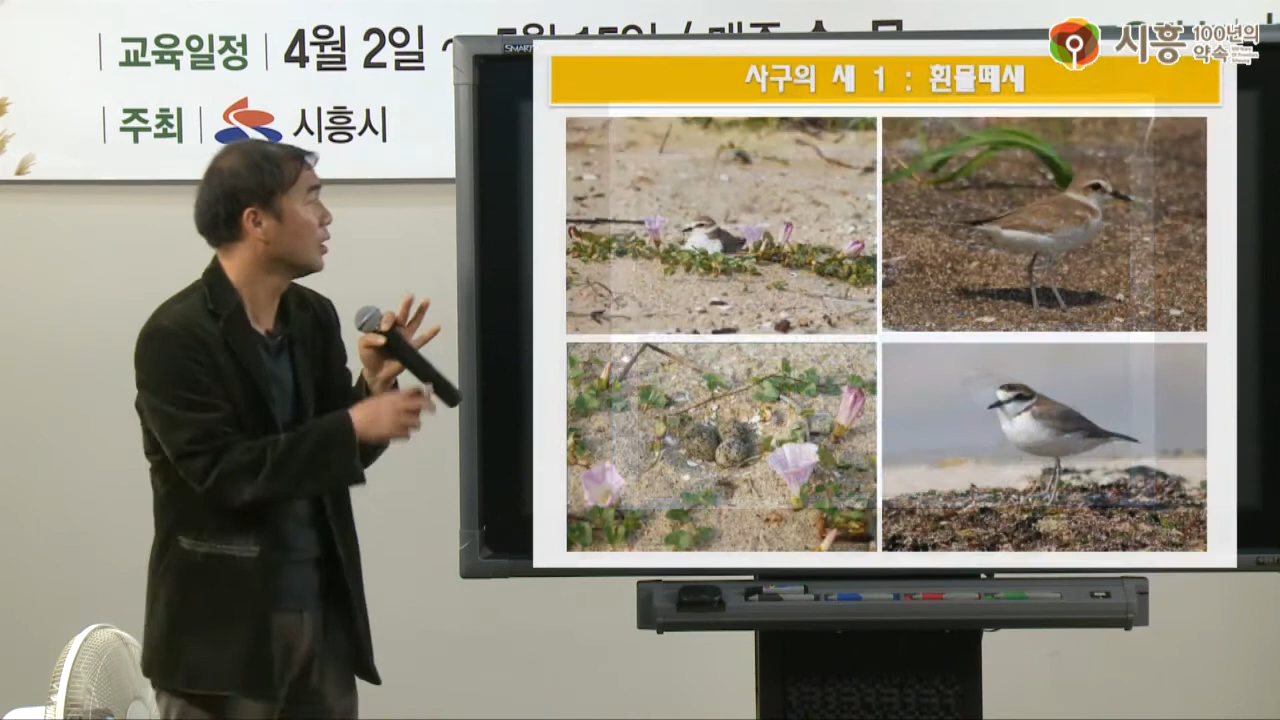 교육일정 4월 2일 ~
주최 시흥시
SMART
시흥 100년의
약속
사구의 새 1 : 흰물떼새